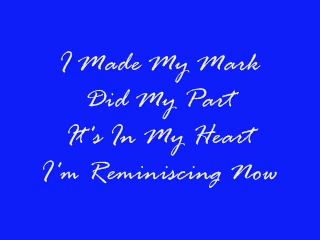 I Made My Mark
Did My Part
It's In My Heart
I'm Reminiscing Now